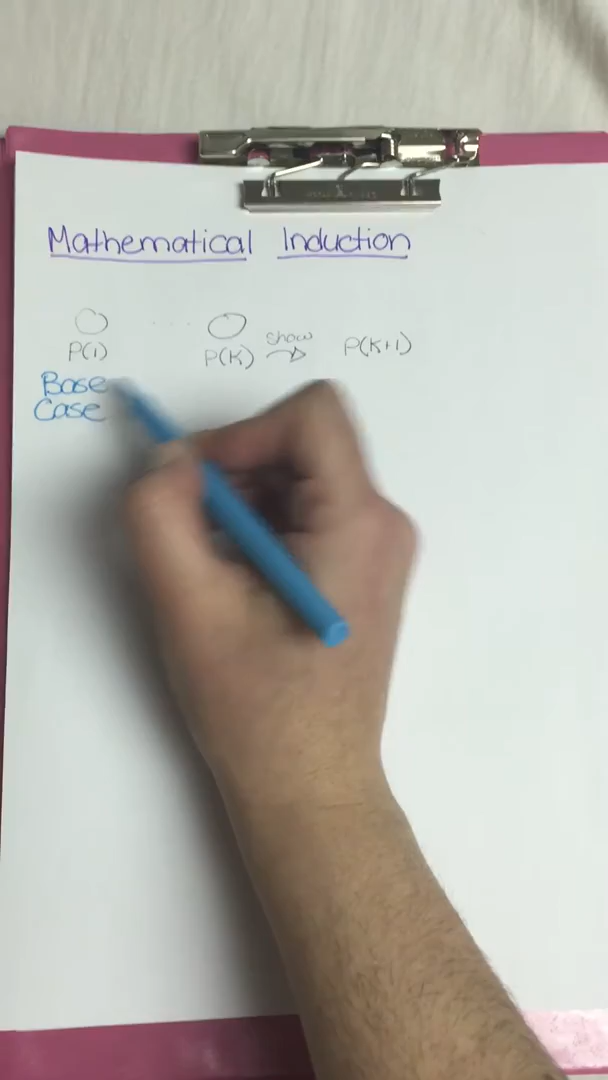 Mathematical Induction
show
P(1) P(K) P(K+1)
Base
Case